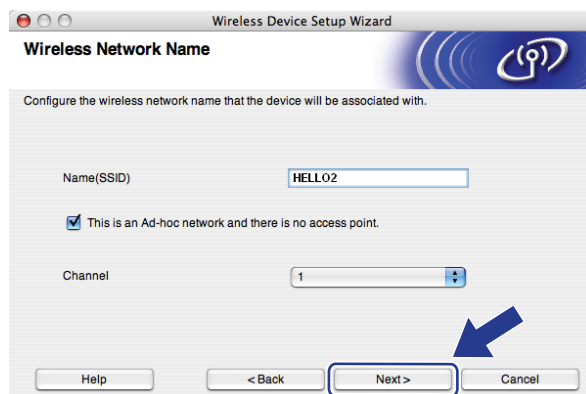 Wireless Device Setup Wizard
Wireless Network Name
Configure the wireless network name that the device will be associated with.
Name(SSID) HELLO2
This is an Ad-hoc network and there is no access point.
Channel 1
Help <Back Next> Cancel